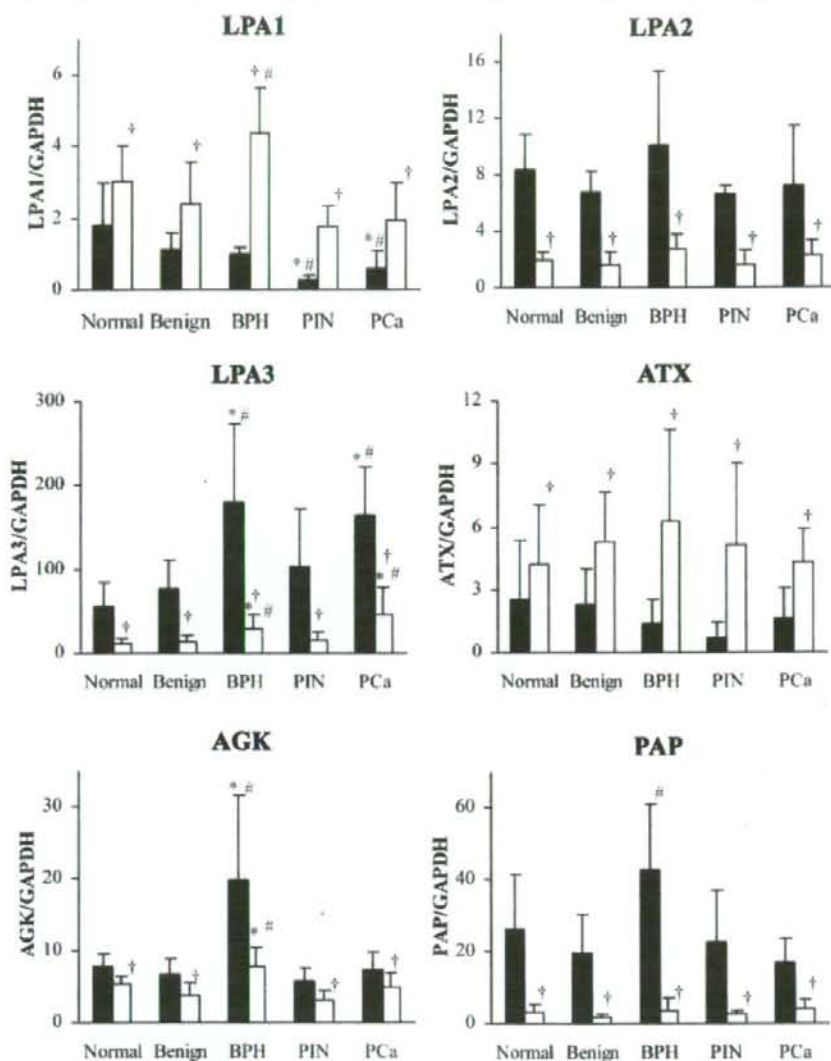 LPA1
LPA1/GAPDH
6
4
2
0
† † † # † †
* # * #
Normal Benign BPH PIN PCa
LPA2
LPA2/GAPDH
16
12
8
4
0
† † † † †
Normal Benign BPH PIN PCa
LPA3
LPA3/GAPDH
300
200
100
0
* # * #
† † * † # † † * #
Normal Benign BPH PIN PCa
ATX
ATX/GAPDH
12
9
6
3
0
† † † † †
Normal Benign BPH PIN PCa
AGK
AGK/GAPDH
30
20
10
0
* #
† † * # † †
Normal Benign BPH PIN PCa
PAP
PAP/GAPDH
60
40
20
0
#
† † † † †
Normal Benign BPH PIN PCa